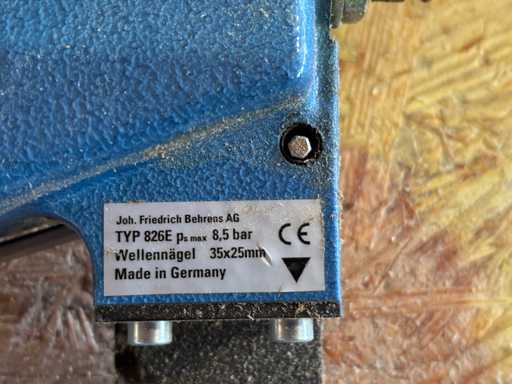 Joh. Friedrich Behrens AG
TYP 826E ps max 8,5 bar
Wellennägel 35x25mm
Made in Germany
CE